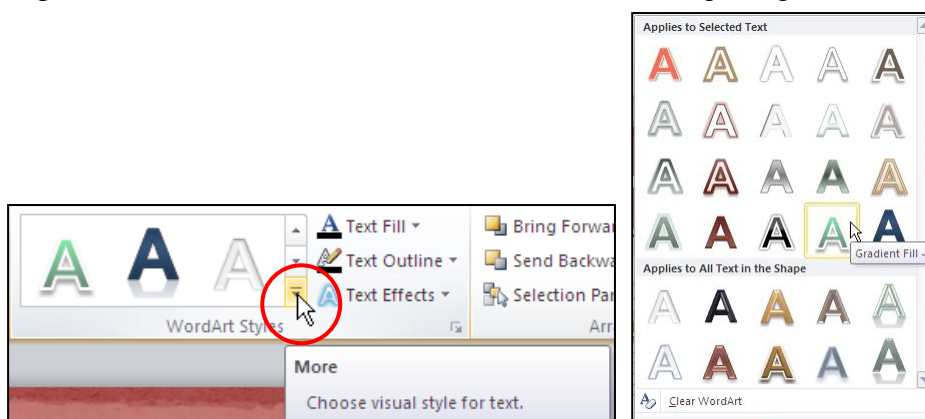 Applies to Selected Text
Gradient Fill -
Applies to All Text in the Shape
Clear WordArt
A Text Fill
Text Outline
A Text Effects
WordArt Styles
Bring Forwa
Send Backwa
Selection Pa
Arr
More
Choose visual style for text.